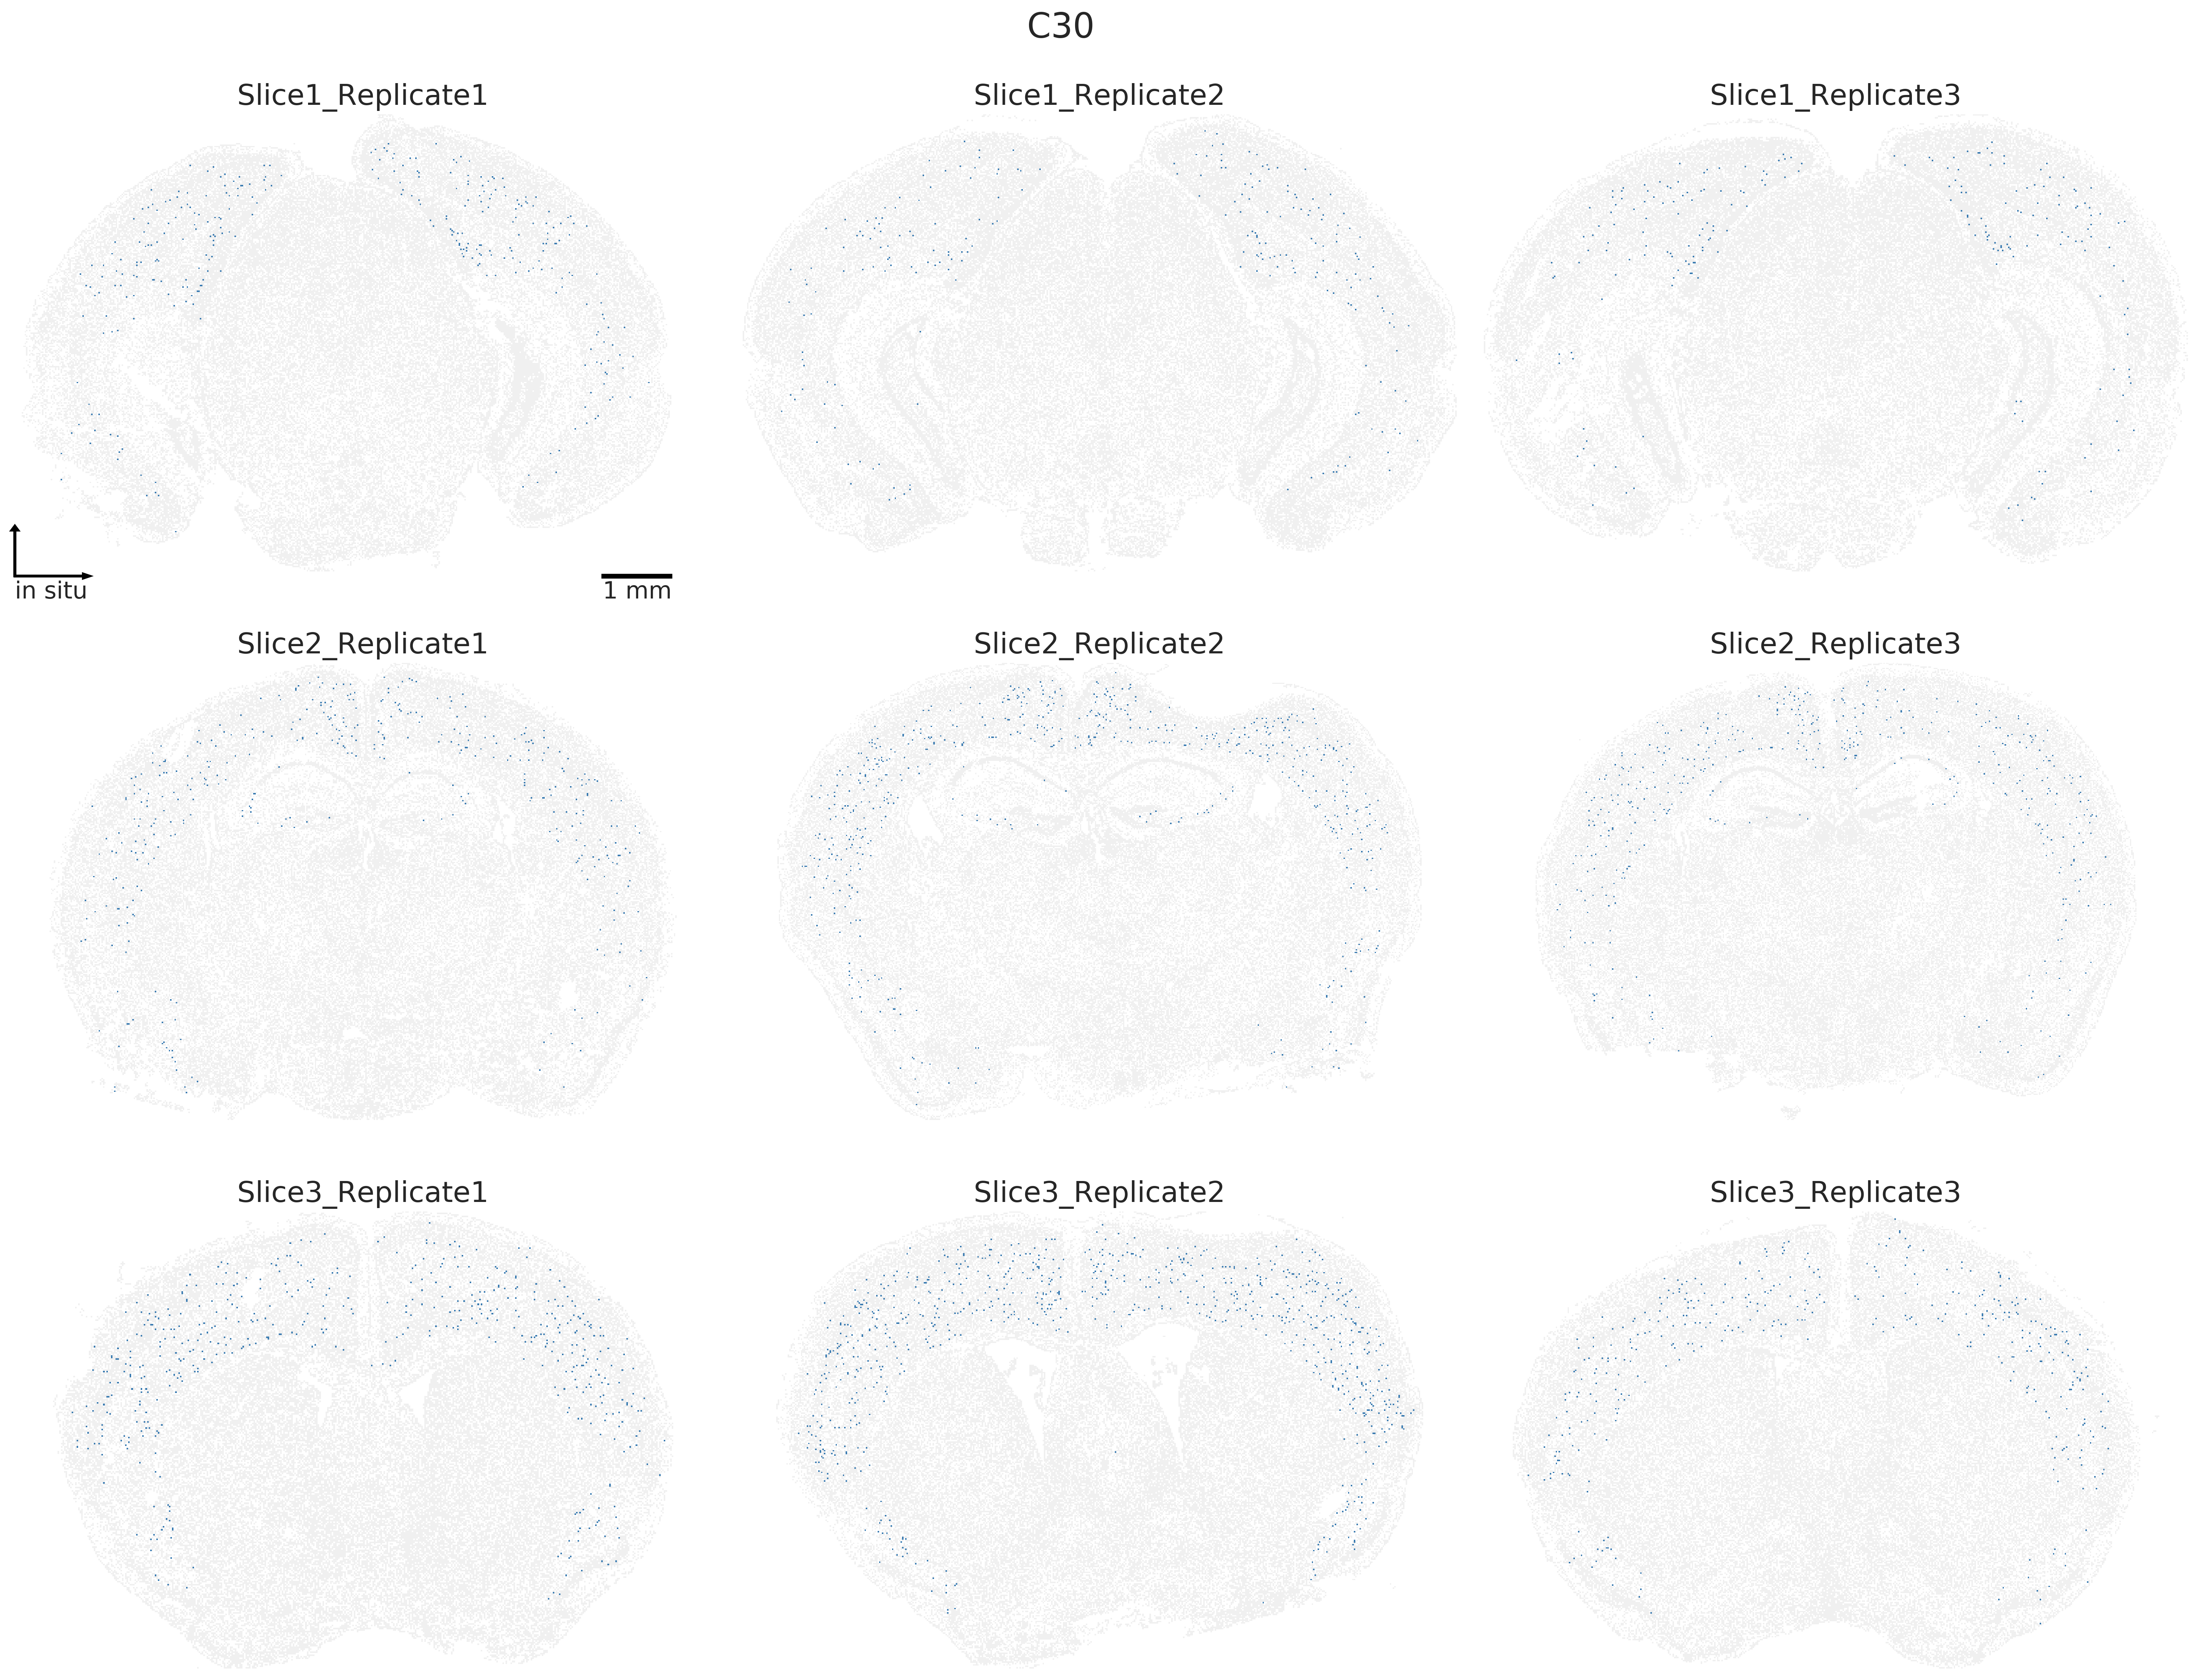 C30
Slice1_Replicate1
Slice1_Replicate2
Slice1_Replicate3
in situ
1 mm
Slice2_Replicate1
Slice2_Replicate2
Slice2_Replicate3
Slice3_Replicate1
Slice3_Replicate2
Slice3_Replicate3